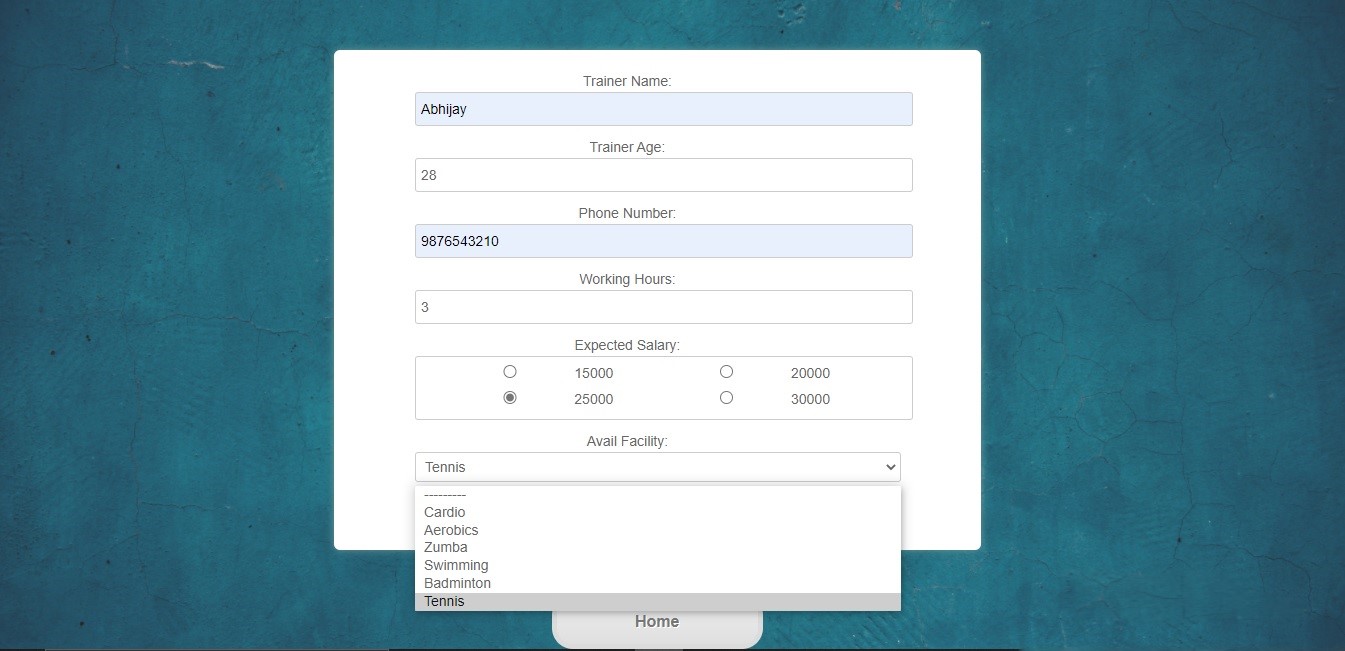 Trainer Name:
Abhijay
Trainer Age:
28
Phone Number:
9876543210
Working Hours:
3
Expected Salary:
15000 20000
25000 30000
Avail Facility:
Tennis
---------
Cardio
Aerobics
Zumba
Swimming
Badminton
Tennis
Home